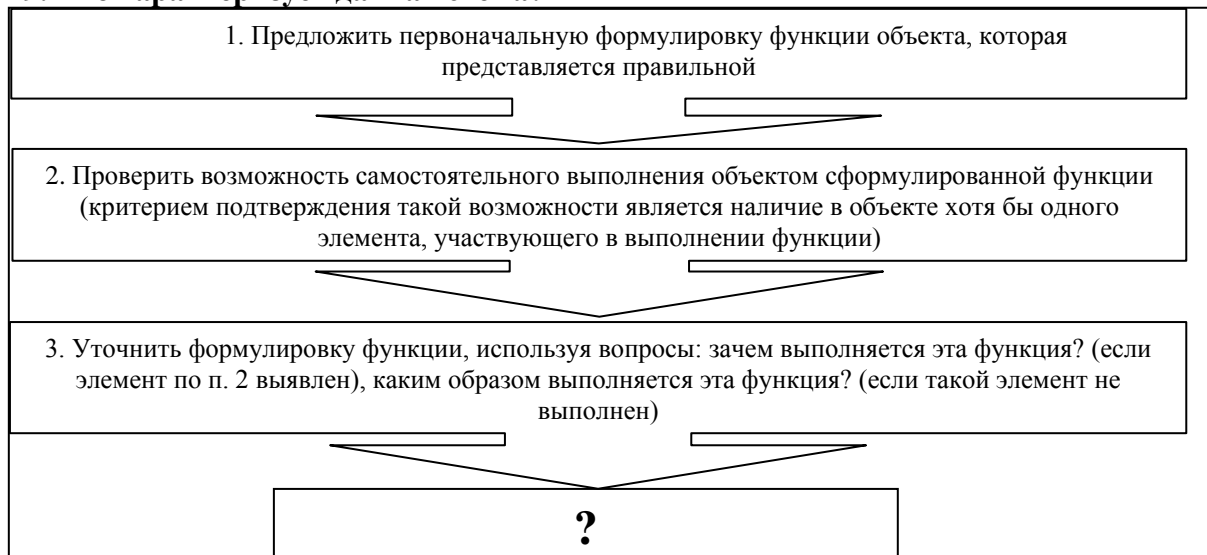 1. Предложить первоначальную формулировку функции объекта, которая
представляется правильной
2. Проверить возможность самостоятельного выполнения объектом сформулированной функции
(критерием подтверждения такой возможности является наличие в объекте хотя бы одного
элемента, участвующего в выполнении функции)
3. Уточнить формулировку функции, используя вопросы: зачем выполняется эта функция? (если
элемент по п. 2 выявлен), каким образом выполняется эта функция? (если такой элемент не
выполнен)
?